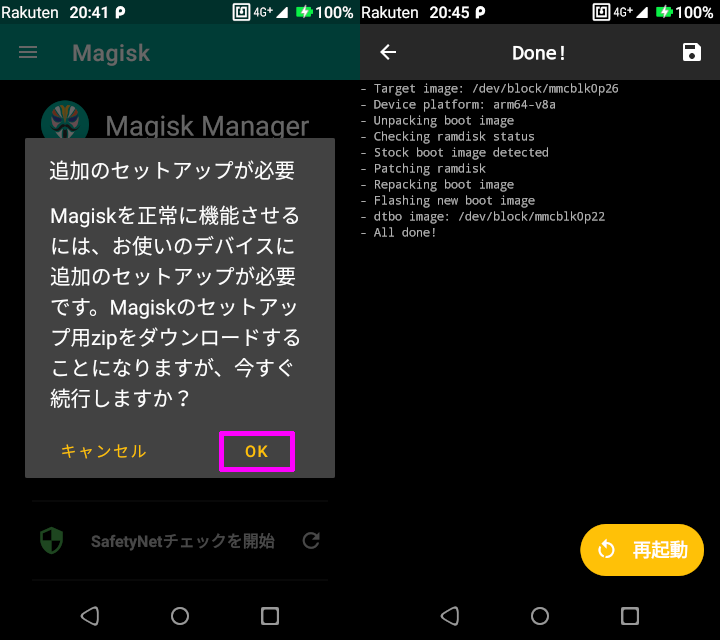 Rakuten 20:41 4G+ 100%
Magisk
Magisk Manager
追加のセットアップが必要
Magiskを正常に機能させる
には、お使いのデバイスに
追加のセットアップが必要
です。Magiskのセットアッ
プ用zipをダウンロードする
ことになりますが、今すぐ
続行しますか？
キャンセル OK
SafetyNetチェックを開始
Rakuten 20:45 4G+ 100%
Done!
- Target image: /dev/block/mmcblk0p26
- Device platform: arm64-v8a
- Unpacking boot image
- Checking ramdisk status
- Stock boot image detected
- Patching ramdisk
- Repacking boot image
- Flashing new boot image
- dtbo image: /dev/block/mmcblk0p22
- All done!
再起動